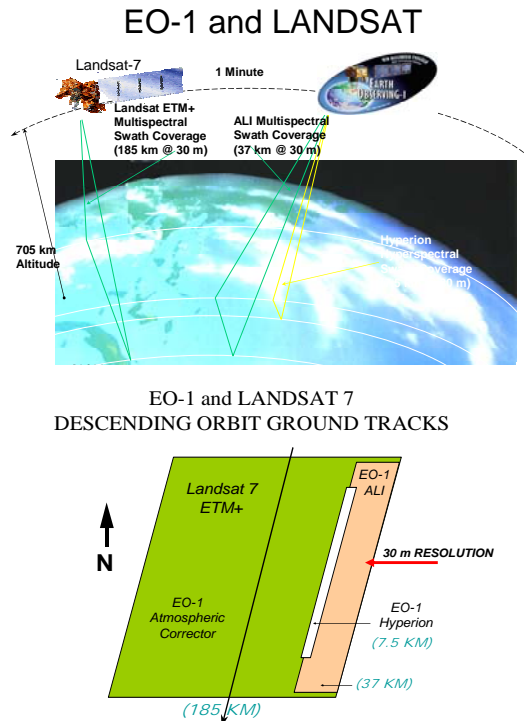 EO-1 and LANDSAT
Landsat-7
1 Minute
EARTH
OBSERVING-1
Landsat ETM+
Multispectral
Swath Coverage
(185 km @ 30 m)
ALI Multispectral
Swath Coverage
(37 km @ 30 m)
705 km
Altitude
Hyperion
EO-1 and LANDSAT 7
DESCENDING ORBIT GROUND TRACKS
EO-1
ALI
Landsat 7
ETM+
N
30 m RESOLUTION
EO-1
Atmospheric
Corrector
EO-1
Hyperion
(7.5 KM)
(37 KM)
(185 KM)